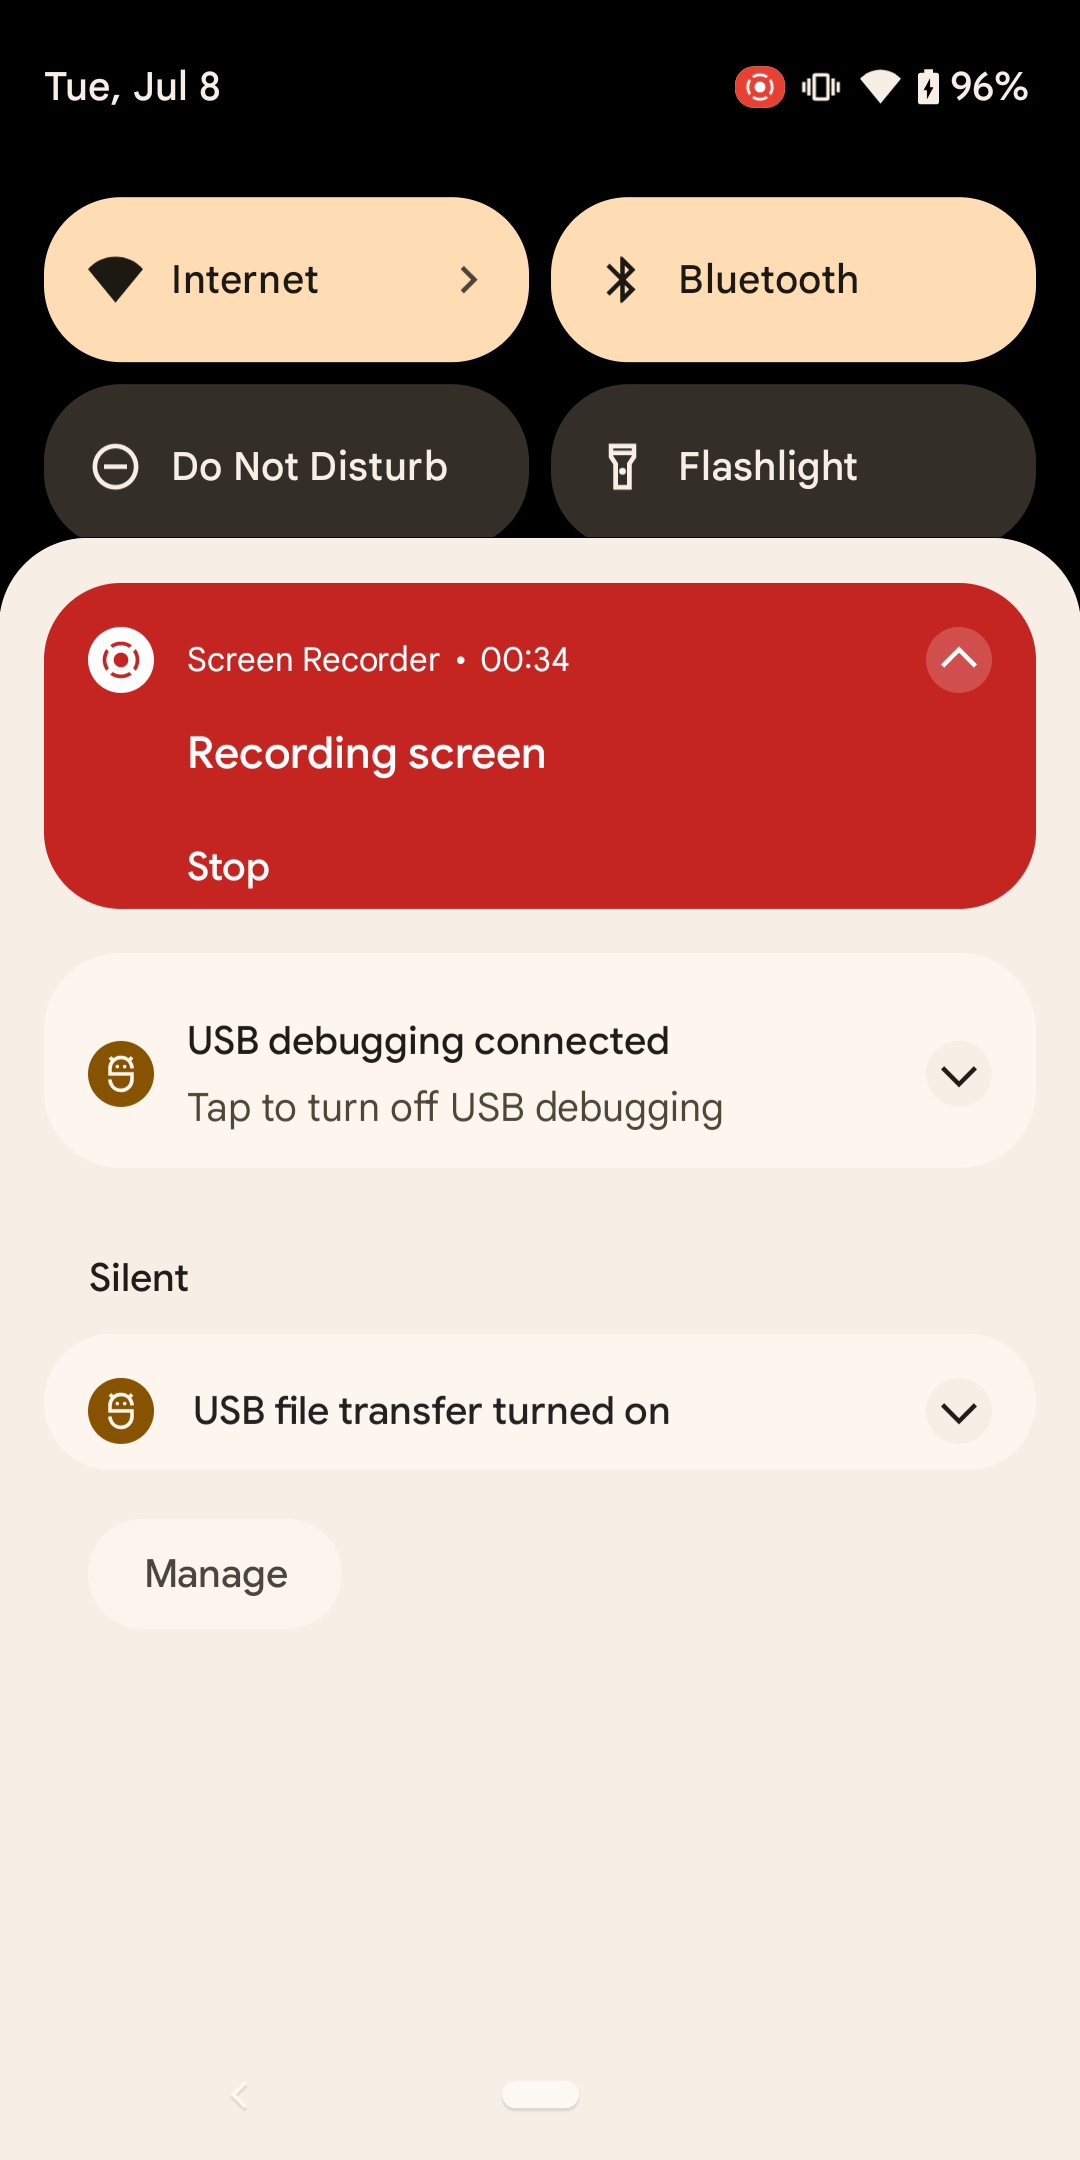 Tue, Jul 8
96%
Internet
Bluetooth
Do Not Disturb
Flashlight
Screen Recorder • 00:34
Recording screen
Stop
USB debugging connected
Tap to turn off USB debugging
Silent
USB file transfer turned on
Manage